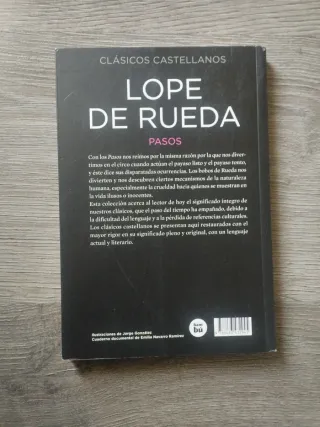 CLÁSICOS CASTELLANOS
LOPE
DE RUEDA
PASOS
Con los Pasos nos reímos por la misma razón por la que nos diver-
timos en el circo cuando actúan el payaso listo y el payaso tonto,
y éste dice sus disparatadas ocurrencias. Los bobos de Rueda nos
divierten y nos descubren ciertos mecanismos de la naturaleza
humana, especialmente la crueldad hacia quienes se muestran en
la vida ilusos o inocentes.
Esta colección acerca al lector de hoy el significado íntegro de
nuestros clásicos, que el paso del tiempo ha empañado, debido a
la dificultad del lenguaje y a la pérdida de referencias culturales.
Los clásicos castellanos se presentan aquí restaurados con el
mayor rigor en su significado pleno y original, con un lenguaje
actual y literario.
Ilustraciones de Jorge González
Cuaderno documental de Emilio Navarro Ramírez
bú